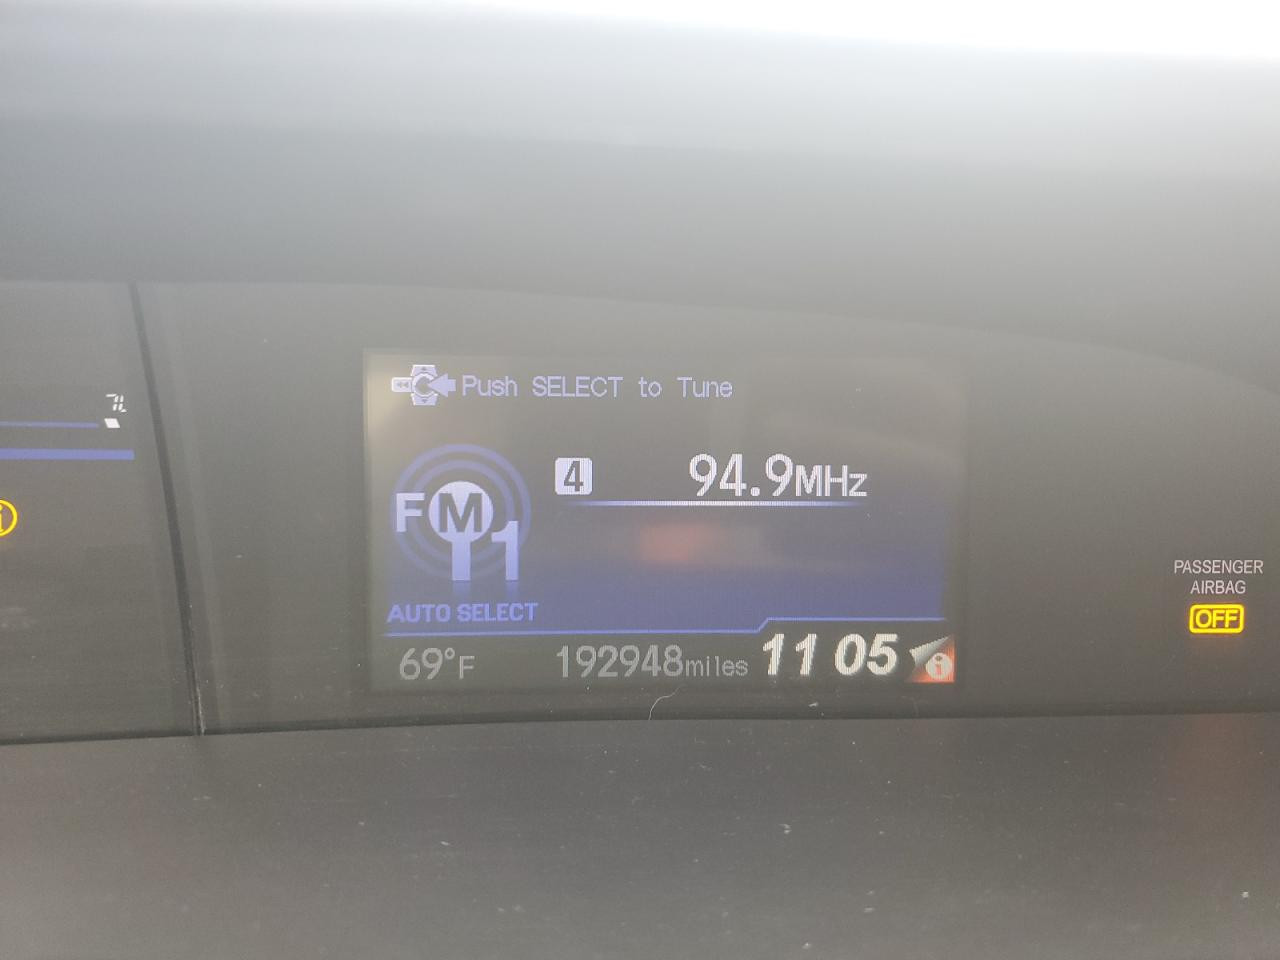 Push SELECT to Tune
4 94.9MHz
FM 1
AUTO SELECT
69°F 192948miles 11 05
PASSENGER
AIRBAG
OFF